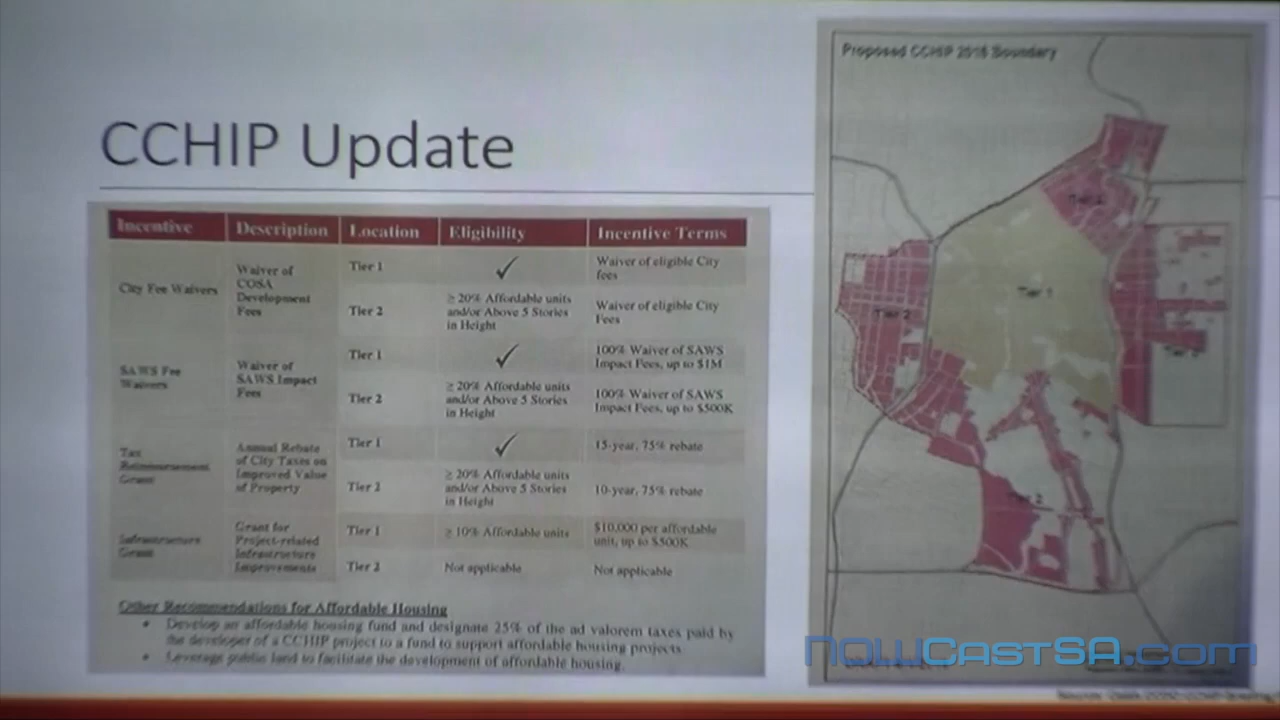 CCHIP Update
Incentive Description Location Eligibility Incentive Terms
City Fee Waivers
Waiver of
COSA
Development
Fees
Tier 1
✓
Waiver of eligible City
fees
Tier 2
≥ 20% Affordable units
and/or Above 5 Stories
in Height
Waiver of eligible City
Fees
SAWS Fee
Waivers
Waiver of
SAWS Impact
Fees
Tier 1
✓
100% Waiver of SAWS
Impact Fees, up to $1M
Tier 2
≥ 20% Affordable units
and/or Above 5 Stories
in Height
100% Waiver of SAWS
Impact Fees, up to $500K
Tax
Reimbursement
Grant
Annual Rebate
of City Taxes on
Improved Value
of Property
Tier 1
✓
15-year, 75% rebate
Tier 2
≥ 20% Affordable units
and/or Above 5 Stories
in Height
10-year, 75% rebate
Infrastructure
Grant
Grant for
Project-related
Infrastructure
Improvements
Tier 1
≥ 10% Affordable units
$10,000 per affordable
unit, up to $500K
Tier 2
Not applicable
Not applicable
Other Recommendations for Affordable Housing
• Develop an affordable housing fund and designate 25% of the ad valorem taxes paid by
the developer of a CCHIP project to a fund to support affordable housing projects
• Leverage public land to facilitate the development of affordable housing.
Proposed CCHIP 2016 Boundary
Tier 2
Tier 1
Tier 2
Tier 2
Tier 2
NOWCastSA.com